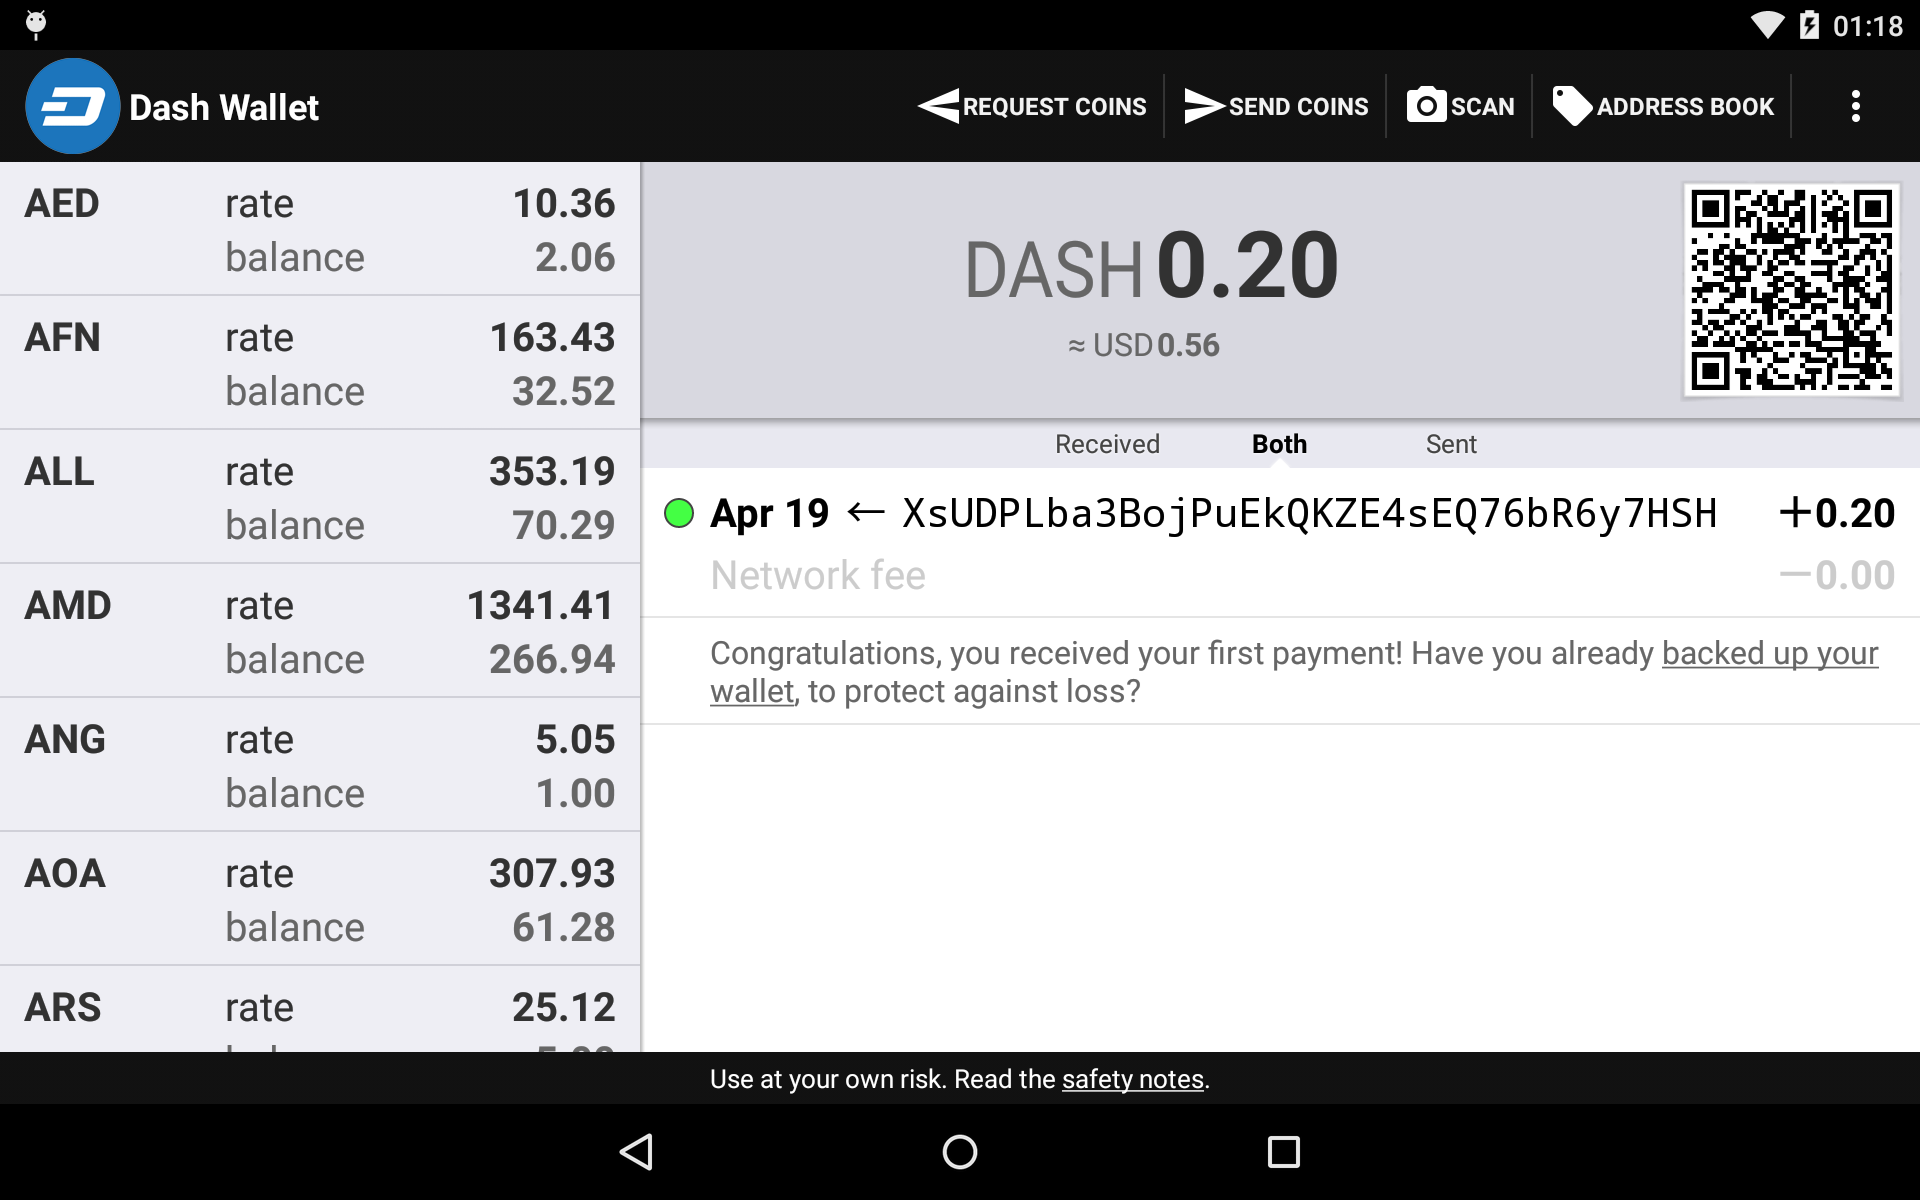 01:18
Dash Wallet
REQUEST COINS
SEND COINS
SCAN
ADDRESS BOOK
AED rate 10.36
balance 2.06
AFN rate 163.43
balance 32.52
ALL rate 353.19
balance 70.29
AMD rate 1341.41
balance 266.94
ANG rate 5.05
balance 1.00
AOA rate 307.93
balance 61.28
ARS rate 25.12
DASH 0.20
≈ USD 0.56
Received Both Sent
Apr 19 ← XsUDPLba3BojPuEkQKZE4sEQ76bR6y7HSH +0.20
Network fee −0.00
Congratulations, you received your first payment! Have you already backed up your
wallet, to protect against loss?
Use at your own risk. Read the safety notes.